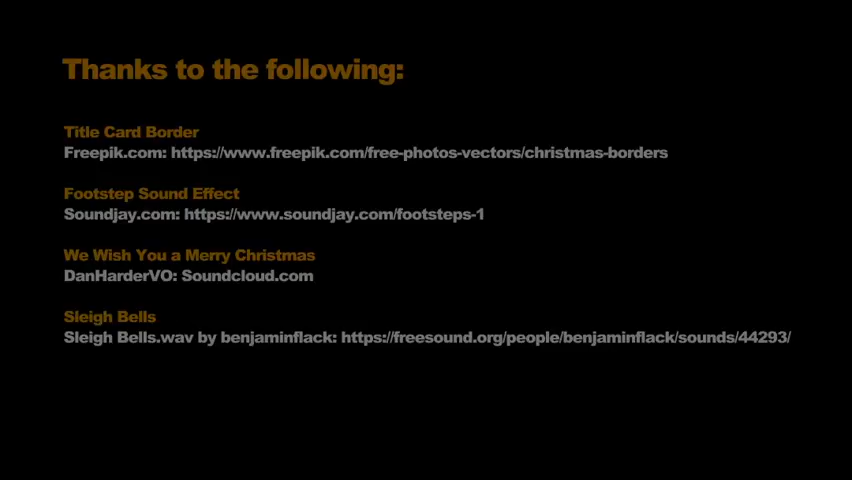 Thanks to the following:
Title Card Border
Freepik.com: https://www.freepik.com/free-photos-vectors/christmas-borders
Footstep Sound Effect
Soundjay.com: https://www.soundjay.com/footsteps-1
We Wish You a Merry Christmas
DanHarderVO: Soundcloud.com
Sleigh Bells
Sleigh Bells.wav by benjaminflack: https://freesound.org/people/benjaminflack/sounds/44293/